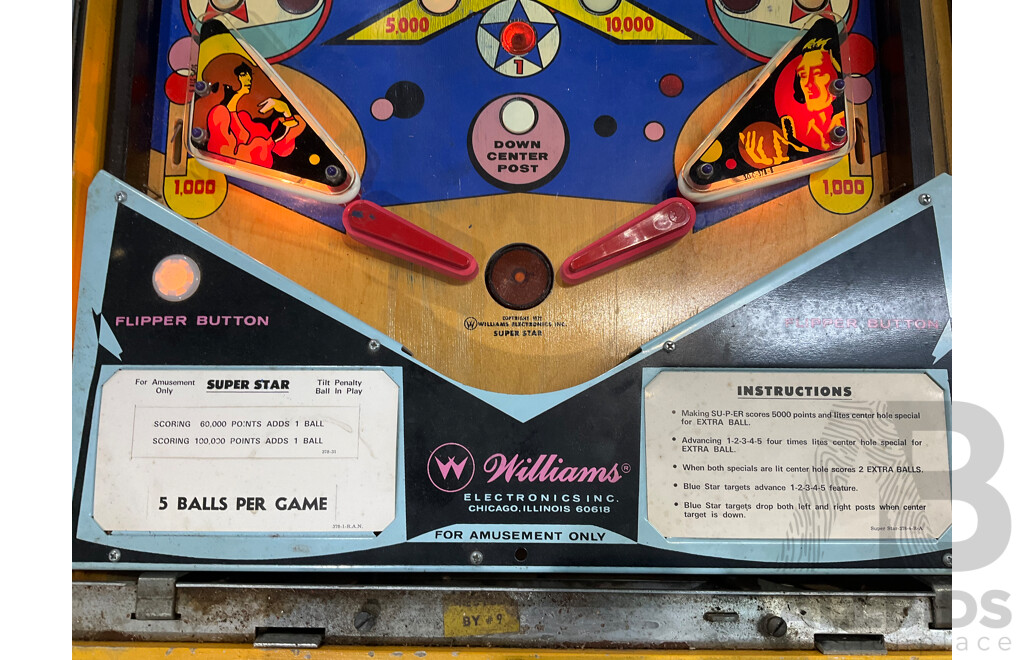 5,000
10,000
1
DOWN
CENTER
POST
1,000
1,000
FLIPPER BUTTON
FLIPPER BUTTON
COPYRIGHT 1972
WILLIAMS ELECTRONICS INC.
SUPER STAR
For Amusement Only
SUPER STAR
Tilt Penalty Ball In Play
SCORING 60,000 POINTS ADDS 1 BALL
SCORING 100,000 POINTS ADDS 1 BALL
5 BALLS PER GAME
W Williams®
ELECTRONICS INC.
CHICAGO, ILLINOIS 60618
FOR AMUSEMENT ONLY
INSTRUCTIONS
• Making SU-P-ER scores 5000 points and lites center hole special
for EXTRA BALL.
• Advancing 1-2-3-4-5 four times lites center hole special for
EXTRA BALL.
• When both specials are lit center hole scores 2 EXTRA BALLS.
• Blue Star targets advance 1-2-3-4-5 feature.
• Blue Star targets drop both left and right posts when center
target is down.
BY #9